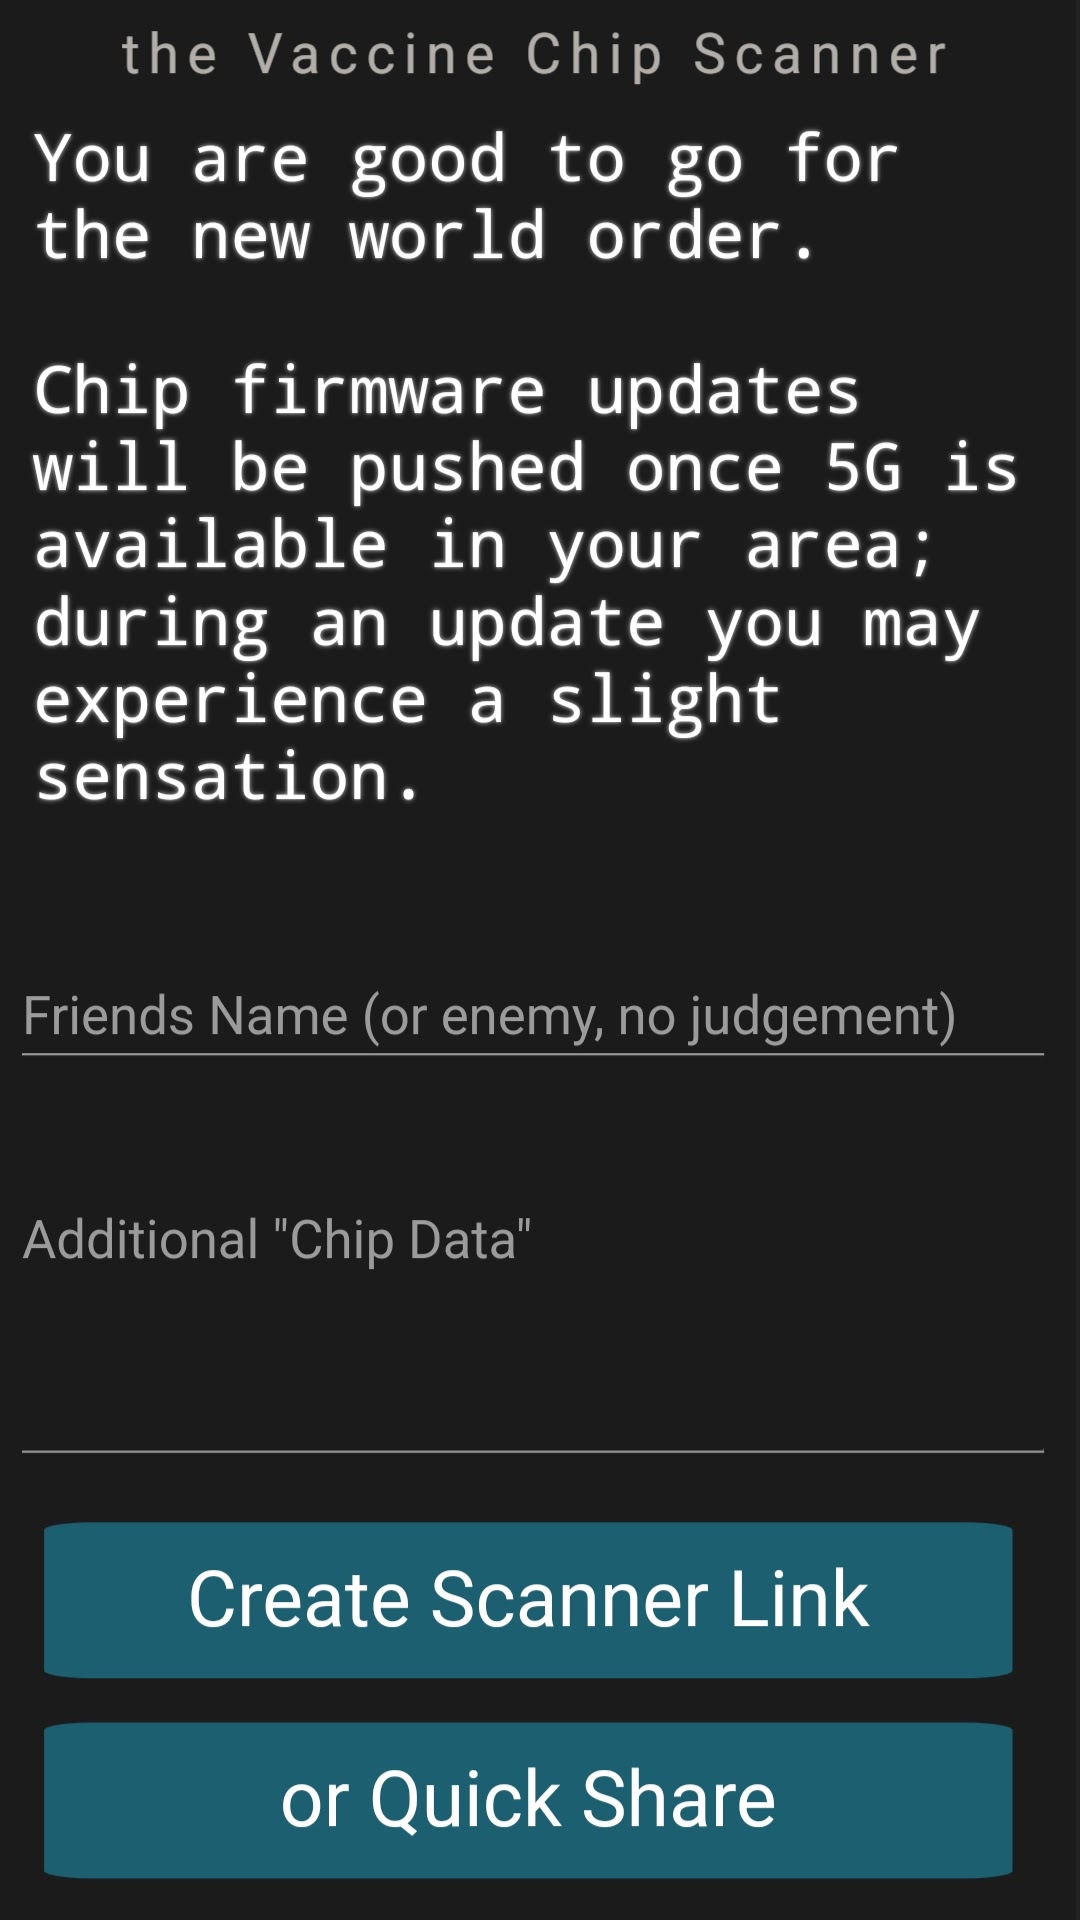 the Vaccine Chip Scanner
You are good to go for
the new world order.
Chip firmware updates
will be pushed once 5G is
available in your area;
during an update you may
experience a slight
sensation.
Friends Name (or enemy, no judgement)
Additional "Chip Data"
Create Scanner Link
or Quick Share